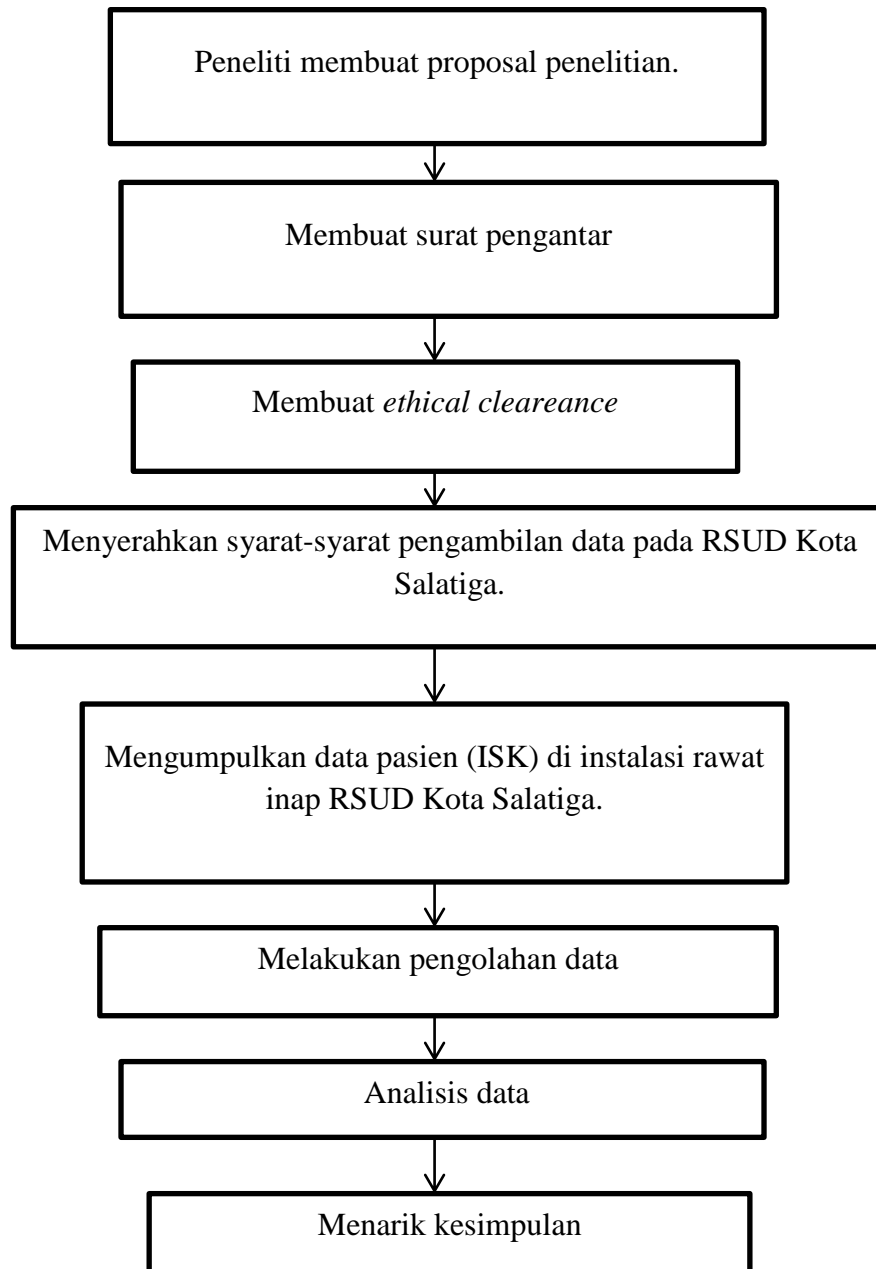 Peneliti membuat proposal penelitian.
Membuat surat pengantar
Membuat ethical cleareance
Menyerahkan syarat-syarat pengambilan data pada RSUD Kota
Salatiga.
Mengumpulkan data pasien (ISK) di instalasi rawat
inap RSUD Kota Salatiga.
Melakukan pengolahan data
Analisis data
Menarik kesimpulan